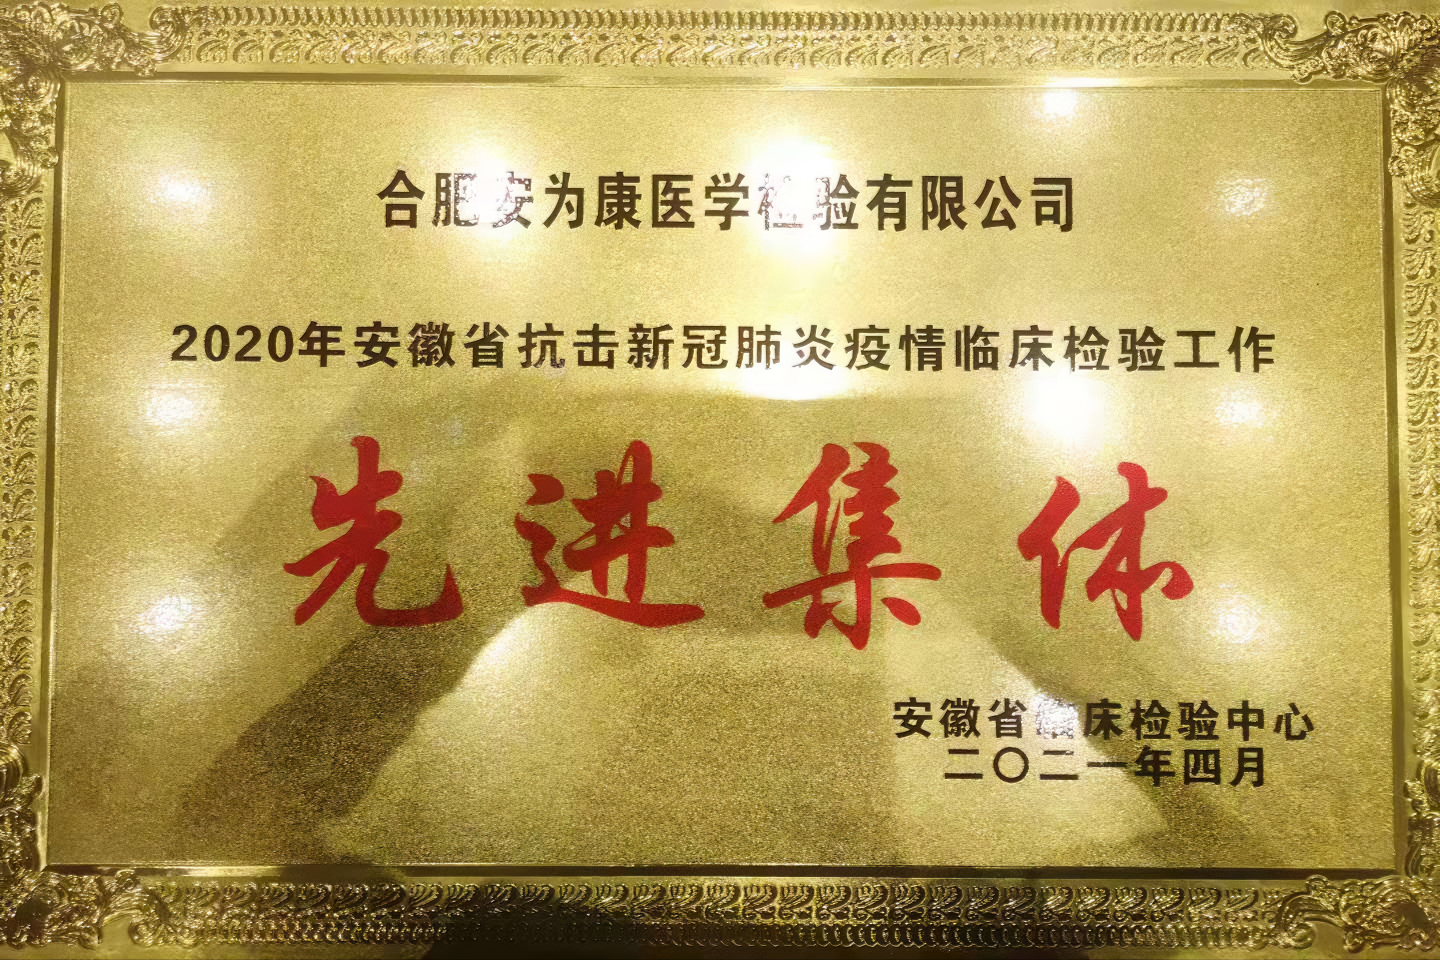 合肥安为康医学检验有限公司
2020年安徽省抗击新冠肺炎疫情临床检验工作
先进集体
安徽省临床检验中心
二〇二一年四月